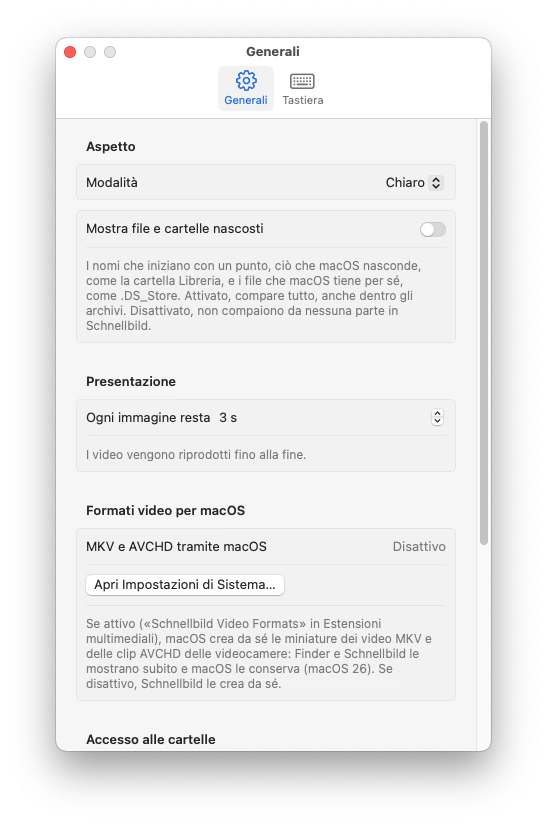 Generali
Generali
Tastiera
Aspetto
Modalità
Chiaro
Mostra file e cartelle nascosti
I nomi che iniziano con un punto, ciò che macOS nasconde,
come la cartella Libreria, e i file che macOS tiene per sé,
come .DS_Store. Attivato, compare tutto, anche dentro gli
archivi. Disattivato, non compaiono da nessuna parte in
Schnellbild.
Presentazione
Ogni immagine resta 3 s
I video vengono riprodotti fino alla fine.
Formati video per macOS
MKV e AVCHD tramite macOS
Disattivo
Apri Impostazioni di Sistema...
Se attivo («Schnellbild Video Formats» in Estensioni
multimediali), macOS crea da sé le miniature dei video MKV e
delle clip AVCHD delle videocamere: Finder e Schnellbild le
mostrano subito e macOS le conserva (macOS 26). Se
disattivo, Schnellbild le crea da sé.
Accesso alle cartelle